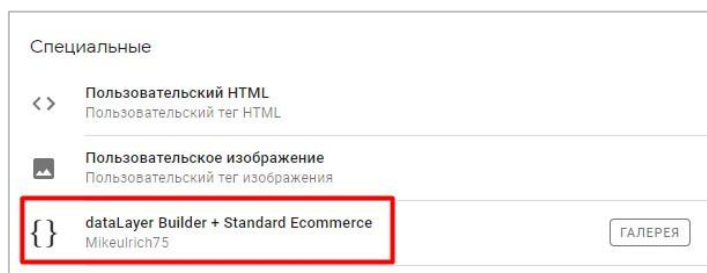 Специальные
Пользовательский HTML
Пользовательский тег HTML
Пользовательское изображение
Пользовательский тег изображения
dataLayer Builder + Standard Ecommerce
Mikeulrich75
ГАЛЕРЕЯ